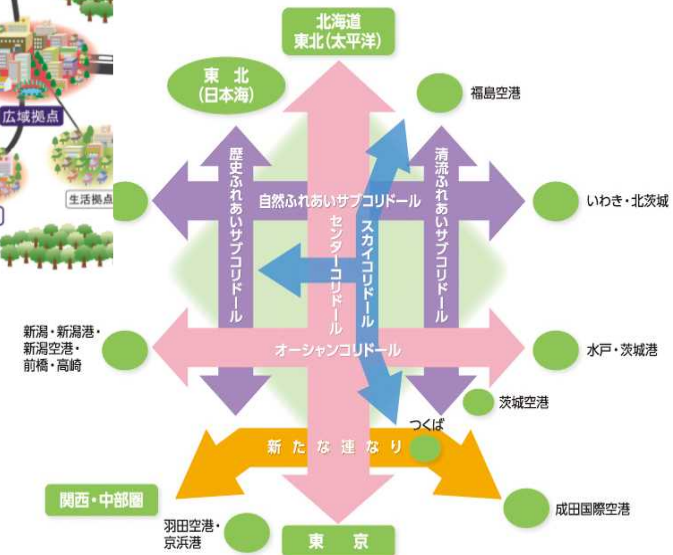 北海道
東北(太平洋)
東北
(日本海)
福島空港
広域拠点
生活拠点
歴史ふれあいサブコリドール
清流ふれあいサブコリドール
自然ふれあいサブコリドール
いわき・北茨城
センターコリドール
スカイコリドール
新潟・新潟港・
新潟空港・
前橋・高崎
オーシャンコリドール
水戸・茨城港
茨城空港
つくば
新たな連なり
関西・中部圏
成田国際空港
羽田空港・
京浜港
東京